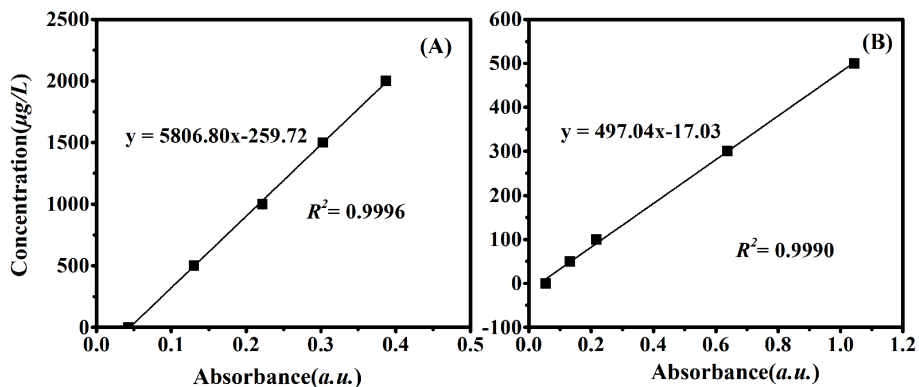 (A)
2500
2000
1500
1000
500
0
Concentration(μg/L)
y = 5806.80x-259.72
R²= 0.9996
0.0 0.1 0.2 0.3 0.4 0.5
Absorbance(a.u.)
(B)
600
500
400
300
200
100
0
-100
y = 497.04x-17.03
R²= 0.9990
0.0 0.2 0.4 0.6 0.8 1.0 1.2
Absorbance(a.u.)